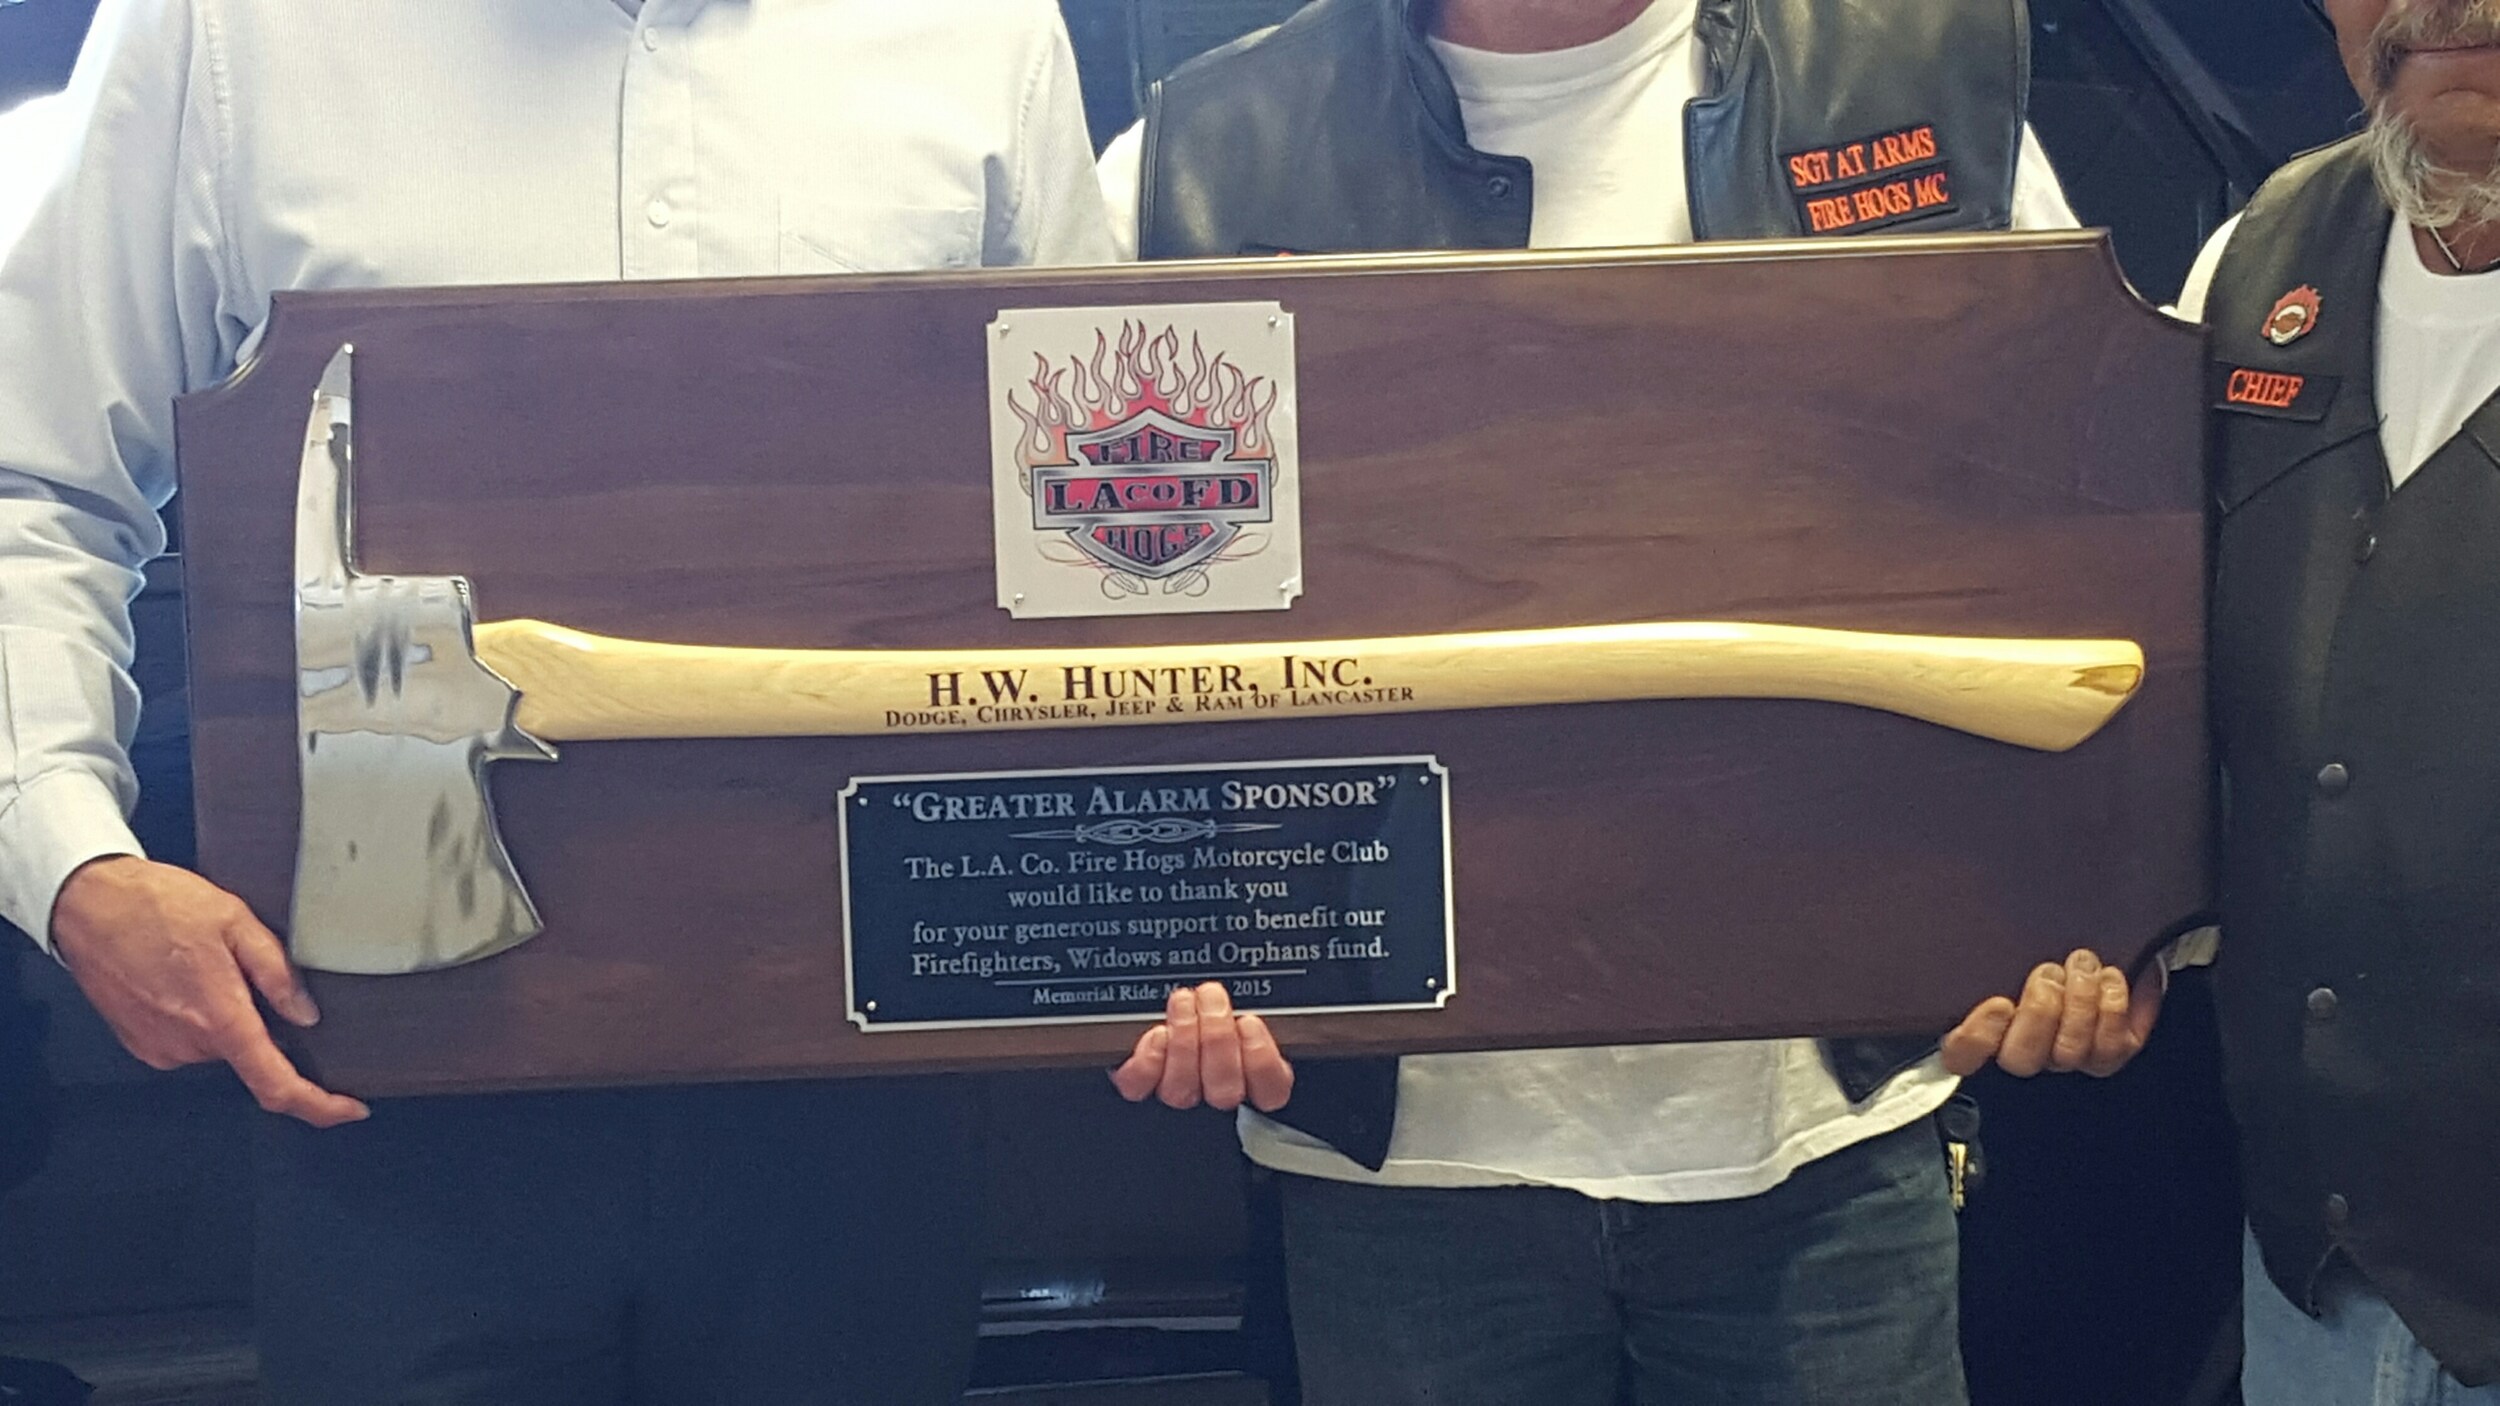 SGT AT ARMS
FIRE HOGS MC
CHIEF
FIRE
LACOFD
HOGS
H.W. HUNTER, INC.
DODGE, CHRYSLER, JEEP & RAM OF LANCASTER
“GREATER ALARM SPONSOR”
The L.A. Co. Fire Hogs Motorcycle Club
would like to thank you
for your generous support to benefit our
Firefighters, Widows and Orphans fund.
Memorial Ride 2015